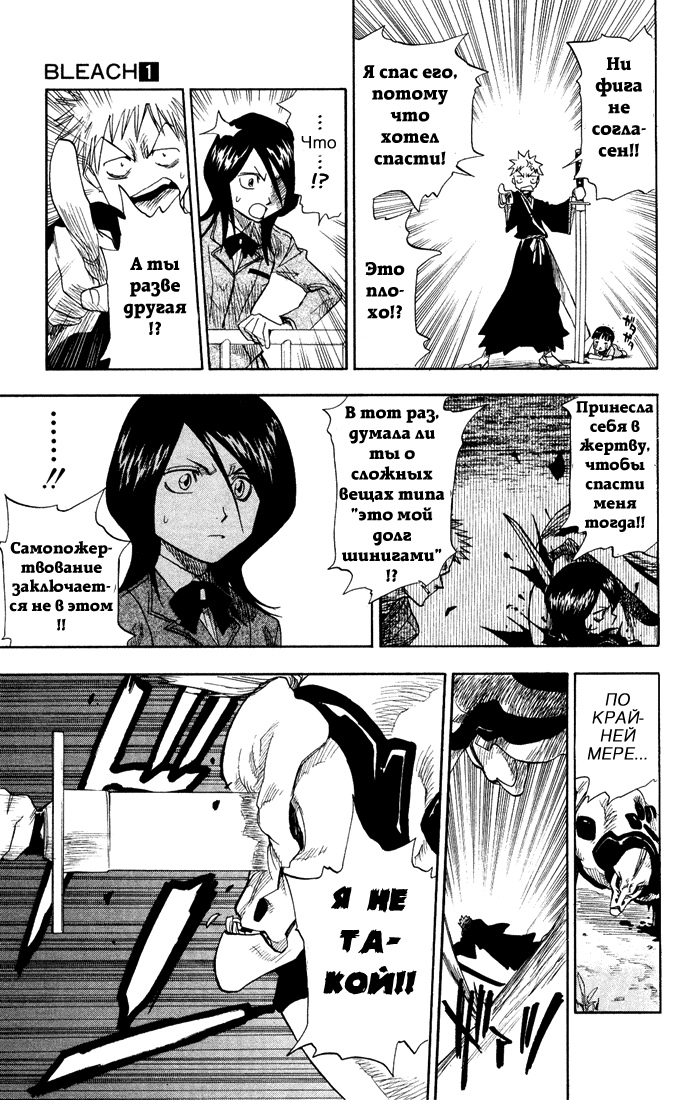 BLEACH 1
Ни
фига
не
согла-
сен!!
Я спас его,
потому
что
хотел
спасти!
Это
пло-
хо!?
Что
!?
А ты
разве
другая
!?
Принесла
себя в
жертву,
чтобы
спасти
меня
тогда!!
В тот раз,
думала ли
ты о
сложных
вещах типа
"это мой
долг
шинигами"
!?
......!!
Самопожер-
твование
заключает-
ся не в этом
!!
ПО
КРАЙ-
НЕЙ
МЕРЕ...
Я НЕ
ТА-
КОЙ!!